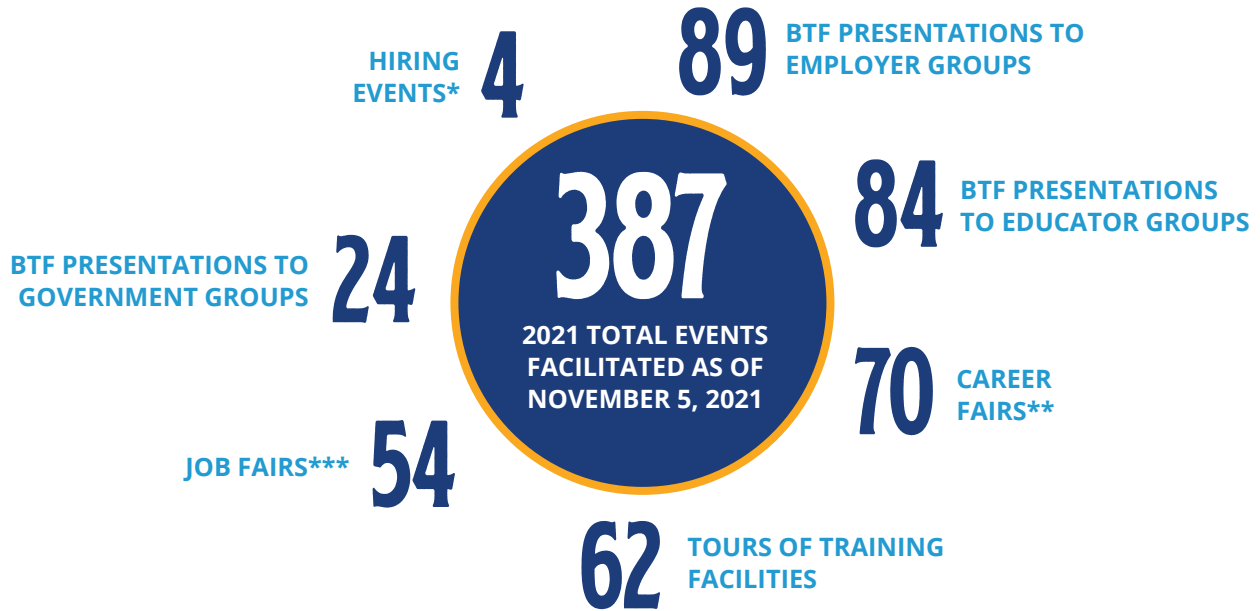 4
HIRING
EVENTS*
89
BTF PRESENTATIONS TO
EMPLOYER GROUPS
387
2021 TOTAL EVENTS
FACILITATED AS OF
NOVEMBER 5, 2021
84
BTF PRESENTATIONS
TO EDUCATOR GROUPS
24
BTF PRESENTATIONS TO
GOVERNMENT GROUPS
70
CAREER
FAIRS**
54
JOB FAIRS***
62
TOURS OF TRAINING
FACILITIES